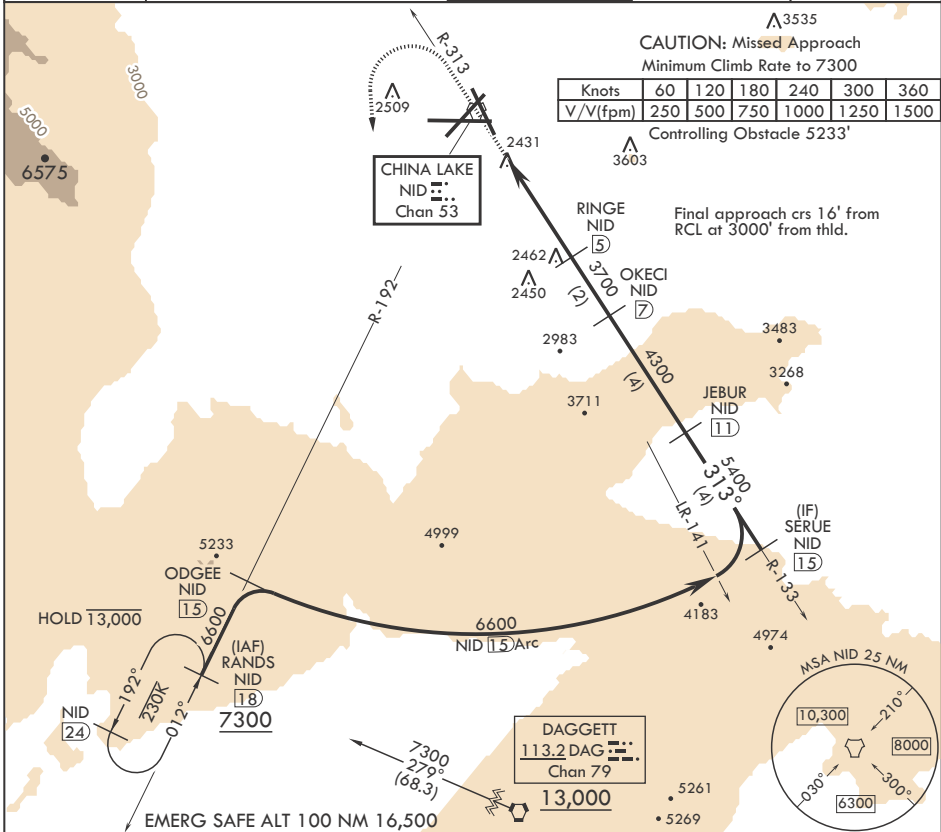 3535
CAUTION: Missed Approach
Minimum Climb Rate to 7300
Knots 60 120 180 240 300 360
V/V(fpm) 250 500 750 1000 1250 1500
Controlling Obstacle 5233'
R-313
3000
5000
6575
2509
2431
3603
CHINA LAKE
NID
Chan 53
Final approach crs 16' from
RCL at 3000' from thld.
RINGE
NID
5
2462
2450
3700
(2)
OKECI
NID
7
R-192
2983
4300
(4)
3483
3268
3711
JEBUR
NID
11
5400
313°
(4)
LR-141
(IF)
SERUE
NID
15
R-133
5233
4999
ODGEE
NID
15
4183
4974
HOLD 13,000
6600
6600
NID 15 Arc
(IAF)
RANDS
NID
18
7300
192°
230K
012°
NID
24
MSA NID 25 NM
10,300
210°
8000
030°
300°
6300
7300
279°
(68.3)
DAGGETT
113.2 DAG
Chan 79
13,000
5261
5269
EMERG SAFE ALT 100 NM 16,500